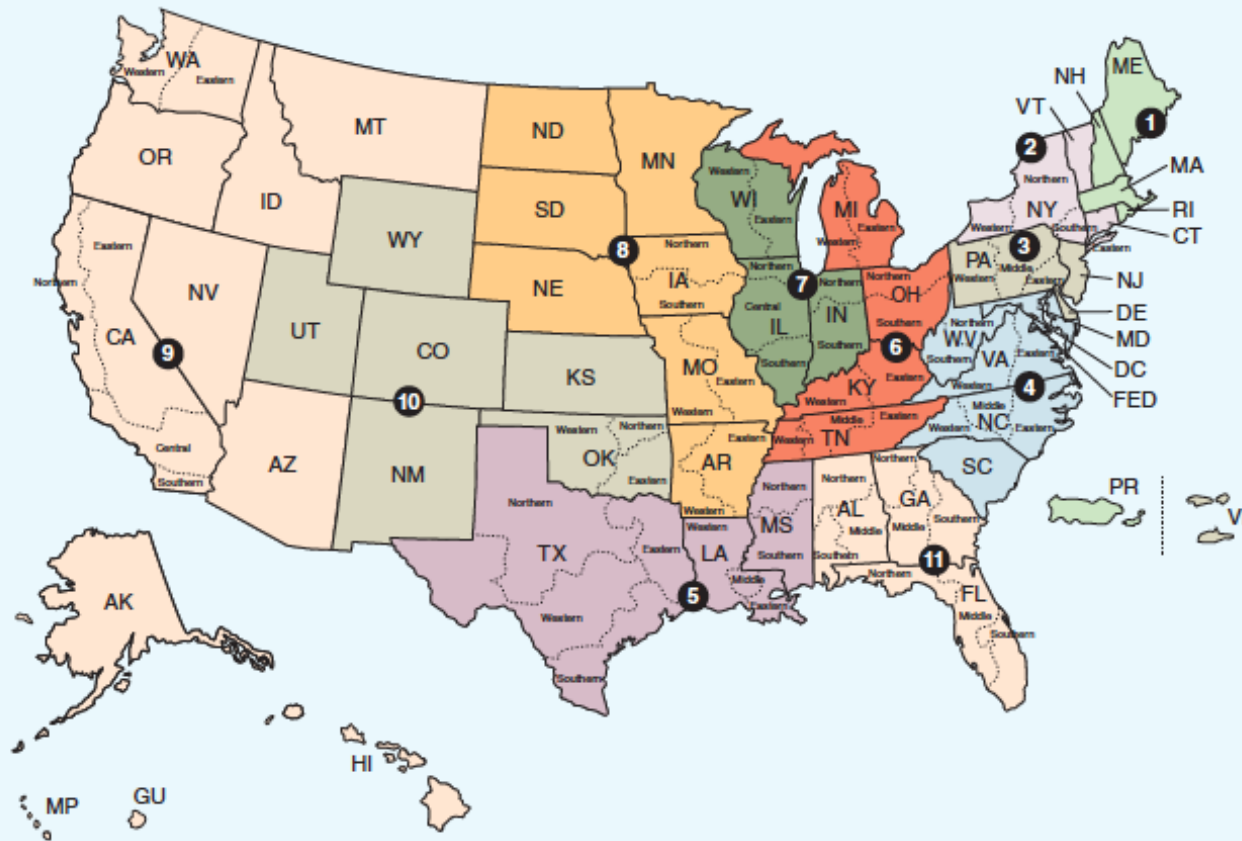 WA
Western
Eastern
MT
OR
ID
ND
MN
SD
WY
NE
Northern
IA
Southern
8
Western
WI
Eastern
MI
Western
Eastern
ME
NH
VT
1
2
MA
Northern
NY
Western
Southern
Eastern
RI
CT
3
PA
Western
Middle
Eastern
NJ
DE
MD
DC
FED
Eastern
Northern
CA
NV
9
Central
Southern
UT
CO
10
KS
Northern
Central
IL
Southern
7
Northern
IN
Southern
Northern
OH
Southern
6
MO
Eastern
Western
KY
Western
Eastern
Middle
Eastern
Western
TN
Northern
W.V
Southern
VA
Eastern
Western
4
Middle
NC
Western
Eastern
SC
AZ
NM
Western
Northern
OK
Eastern
Eastern
AR
Western
Northern
TX
Eastern
Western
Southern
5
Western
LA
Middle
Eastern
Northern
MS
Southern
Northern
AL
Middle
Southern
Northern
GA
Middle
Southern
11
Northern
FL
Middle
Southern
PR
V
AK
HI
MP
GU